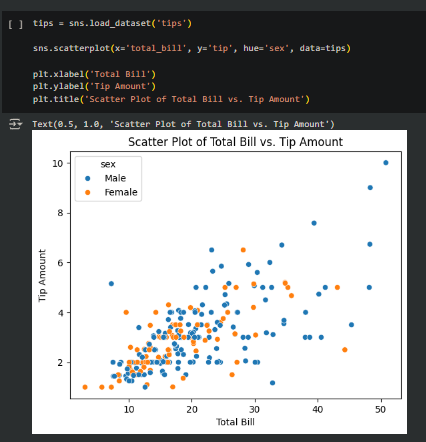 [ ] tips = sns.load_dataset('tips')
sns.scatterplot(x='total_bill', y='tip', hue='sex', data=tips)
plt.xlabel('Total Bill')
plt.ylabel('Tip Amount')
plt.title('Scatter Plot of Total Bill vs. Tip Amount')
Text(0.5, 1.0, 'Scatter Plot of Total Bill vs. Tip Amount')
Scatter Plot of Total Bill vs. Tip Amount
sex
Male
Female
10
8
6
4
2
Tip Amount
10 20 30 40 50
Total Bill